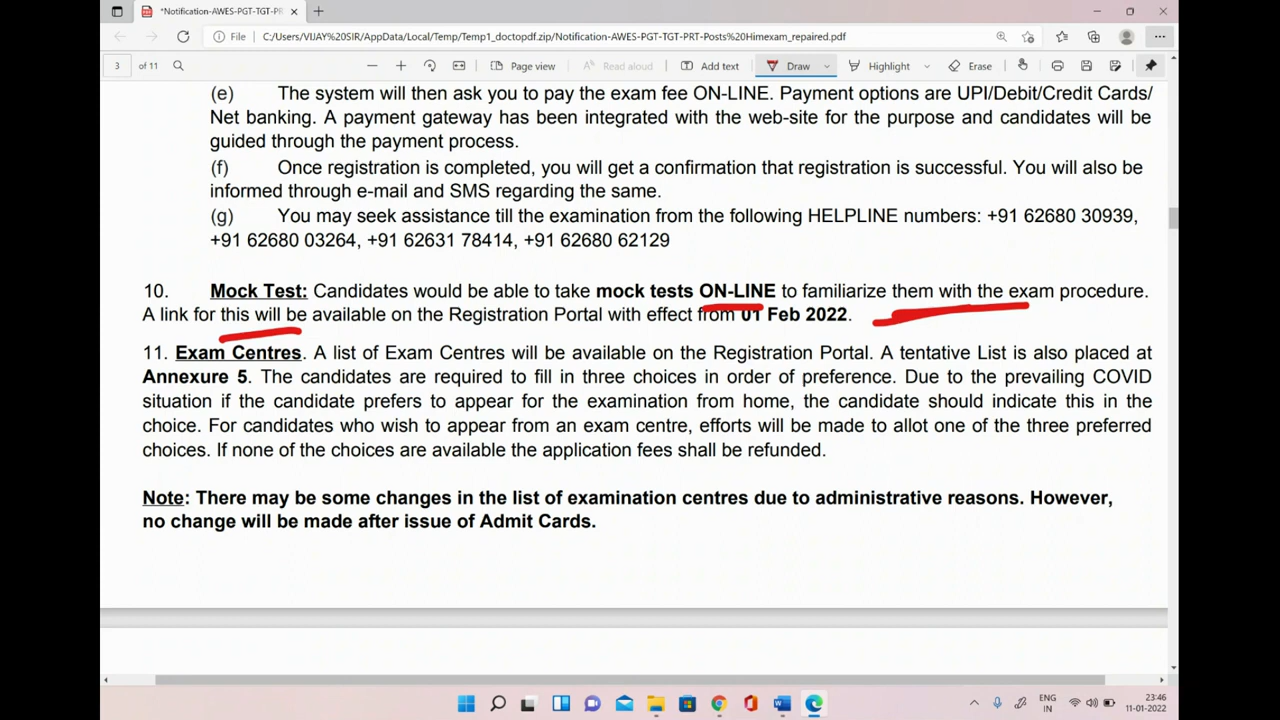 *Notification-AWES-PGT-TGT-PR
File C:/Users/VIJAY%20SIR/AppData/Local/Temp/Temp1_doctopdf.zip/Notification-AWES-PGT-TGT-PRT-Posts%20Himexam_repaired.pdf
3 of 11 Page view Read aloud Add text Draw Highlight Erase
(e) The system will then ask you to pay the exam fee ON-LINE. Payment options are UPI/Debit/Credit Cards/
Net banking. A payment gateway has been integrated with the web-site for the purpose and candidates will be
guided through the payment process.
(f) Once registration is completed, you will get a confirmation that registration is successful. You will also be
informed through e-mail and SMS regarding the same.
(g) You may seek assistance till the examination from the following HELPLINE numbers: +91 62680 30939,
+91 62680 03264, +91 62631 78414, +91 62680 62129
10. Mock Test: Candidates would be able to take mock tests ON-LINE to familiarize them with the exam procedure.
A link for this will be available on the Registration Portal with effect from 01 Feb 2022.
11. Exam Centres. A list of Exam Centres will be available on the Registration Portal. A tentative List is also placed at
Annexure 5. The candidates are required to fill in three choices in order of preference. Due to the prevailing COVID
situation if the candidate prefers to appear for the examination from home, the candidate should indicate this in the
choice. For candidates who wish to appear from an exam centre, efforts will be made to allot one of the three preferred
choices. If none of the choices are available the application fees shall be refunded.
Note: There may be some changes in the list of examination centres due to administrative reasons. However,
no change will be made after issue of Admit Cards.
ENG
IN
23:46
11-01-2022